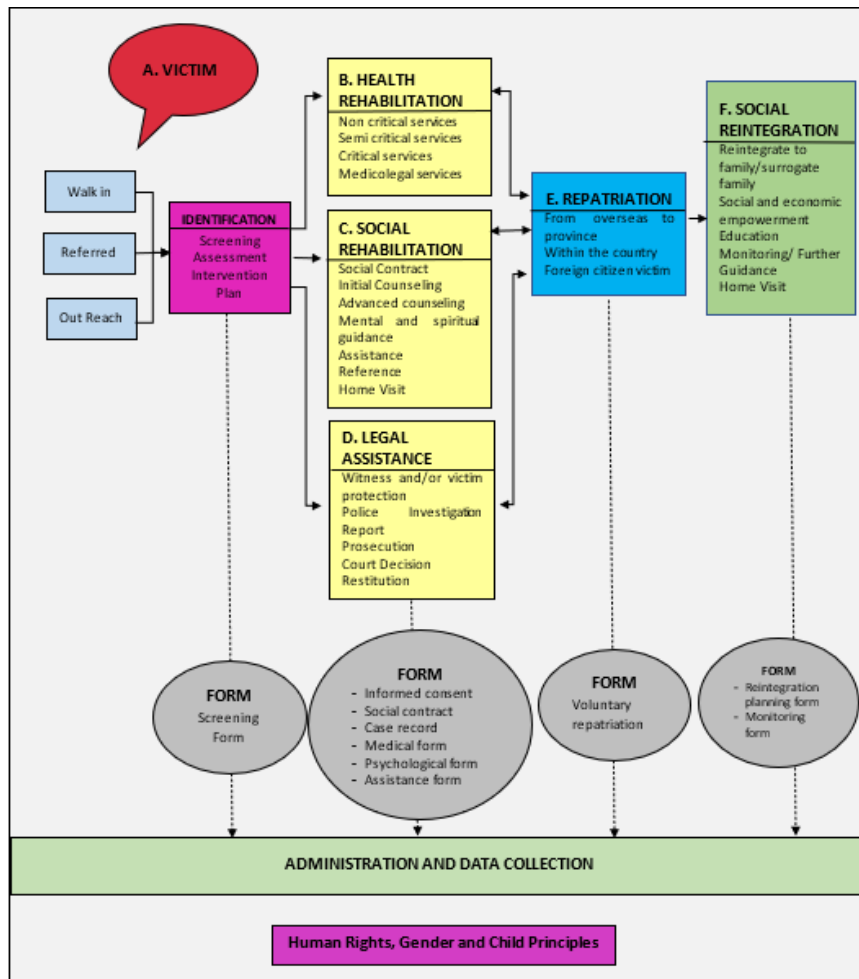 A. VICTIM
Walk in
Referred
Out Reach
IDENTIFICATION
Screening
Assessment
Intervention
Plan
B. HEALTH
REHABILITATION
Non critical services
Semi critical services
Critical services
Medicolegal services
C. SOCIAL
REHABILITATION
Social Contract
Initial Counseling
Advanced counseling
Mental and spiritual
guidance
Assistance
Reference
Home Visit
D. LEGAL
ASSISTANCE
Witness and/or victim
protection
Police Investigation
Report
Prosecution
Court Decision
Restitution
E. REPATRIATION
From overseas to
province
Within the country
Foreign citizen victim
F. SOCIAL
REINTEGRATION
Reintegrate to
family/surrogate
family
Social and economic
empowerment
Education
Monitoring/ Further
Guidance
Home Visit
FORM
Screening
Form
FORM
- Informed consent
- Social contract
- Case record
- Medical form
- Psychological form
- Assistance form
FORM
Voluntary
repatriation
FORM
- Reintegration
planning form
- Monitoring
form
ADMINISTRATION AND DATA COLLECTION
Human Rights, Gender and Child Principles